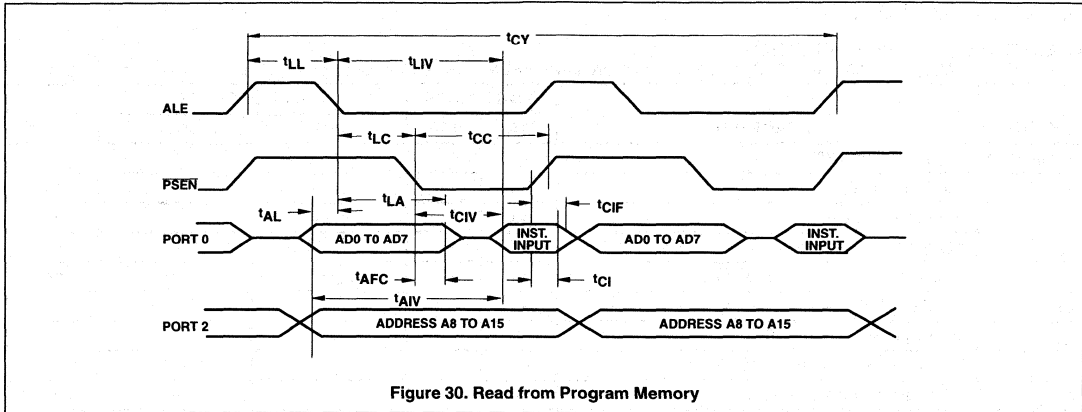 tCY
tLL
tLIV
ALE
tLC
tCC
PSEN
tLA
tAL
tCIV
tCIF
PORT 0
AD0 T0 AD7
INST.
INPUT
AD0 TO AD7
INST.
INPUT
tAFC
tCI
tAIV
PORT 2
ADDRESS A8 TO A15
ADDRESS A8 TO A15
Figure 30. Read from Program Memory